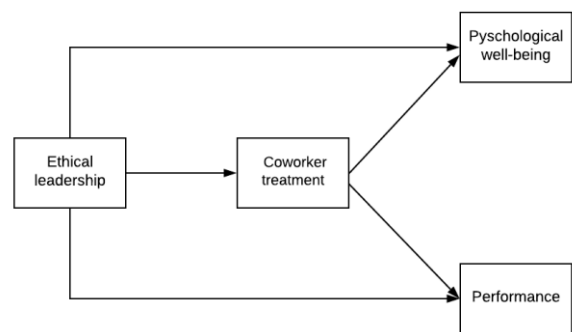 Pyschological
well-being
Ethical
leadership
Coworker
treatment
Performance